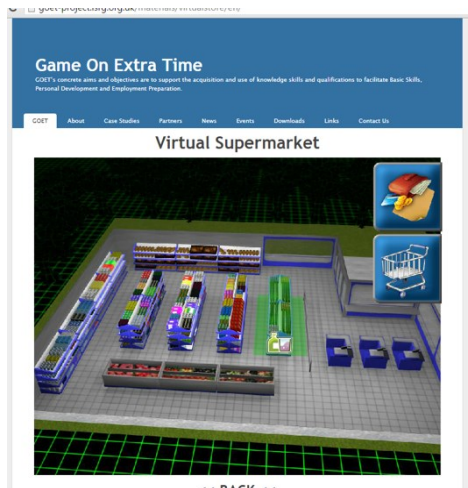 goet-project.isrg.org.uk/materials/virtualstore/en/
Game On Extra Time
GOET's concrete aims and objectives are to support the acquisition and use of knowledge skills and qualifications to facilitate Basic Skills,
Personal Development and Employment Preparation.
GOET About Case Studies Partners News Events Downloads Links Contact Us
Virtual Supermarket
<< BACK <<